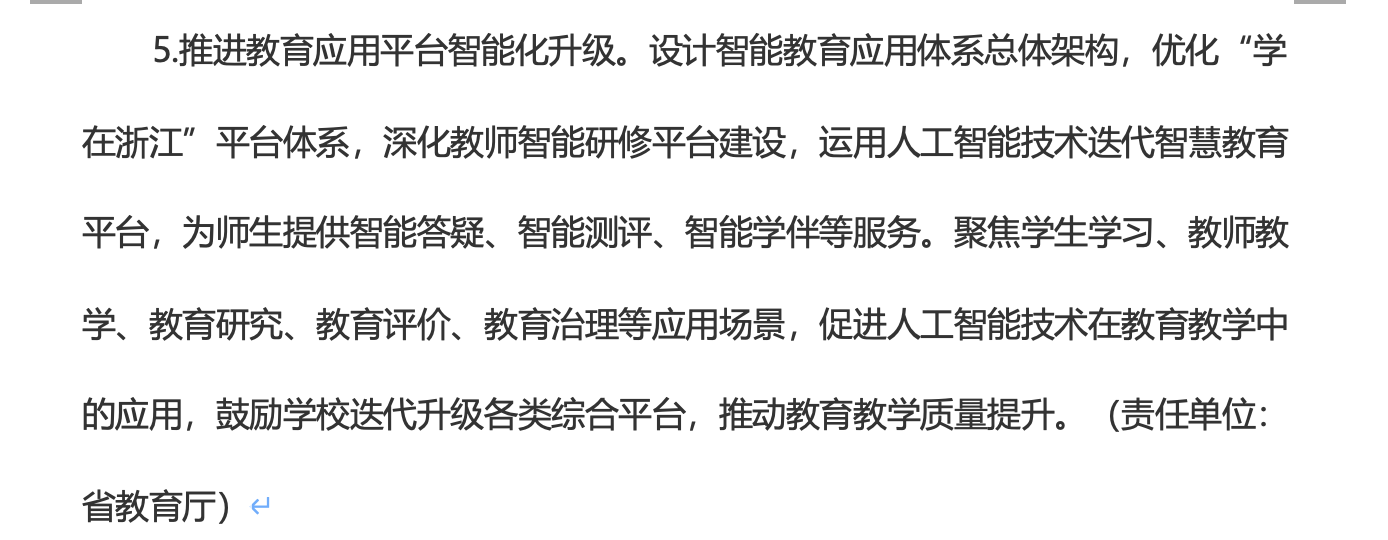 5.推进教育应用平台智能化升级。设计智能教育应用体系总体架构，优化“学
在浙江”平台体系，深化教师智能研修平台建设，运用人工智能技术迭代智慧教育
平台，为师生提供智能答疑、智能测评、智能学伴等服务。聚焦学生学习、教师教
学、教育研究、教育评价、教育治理等应用场景，促进人工智能技术在教育教学中
的应用，鼓励学校迭代升级各类综合平台，推动教育教学质量提升。（责任单位：
省教育厅）